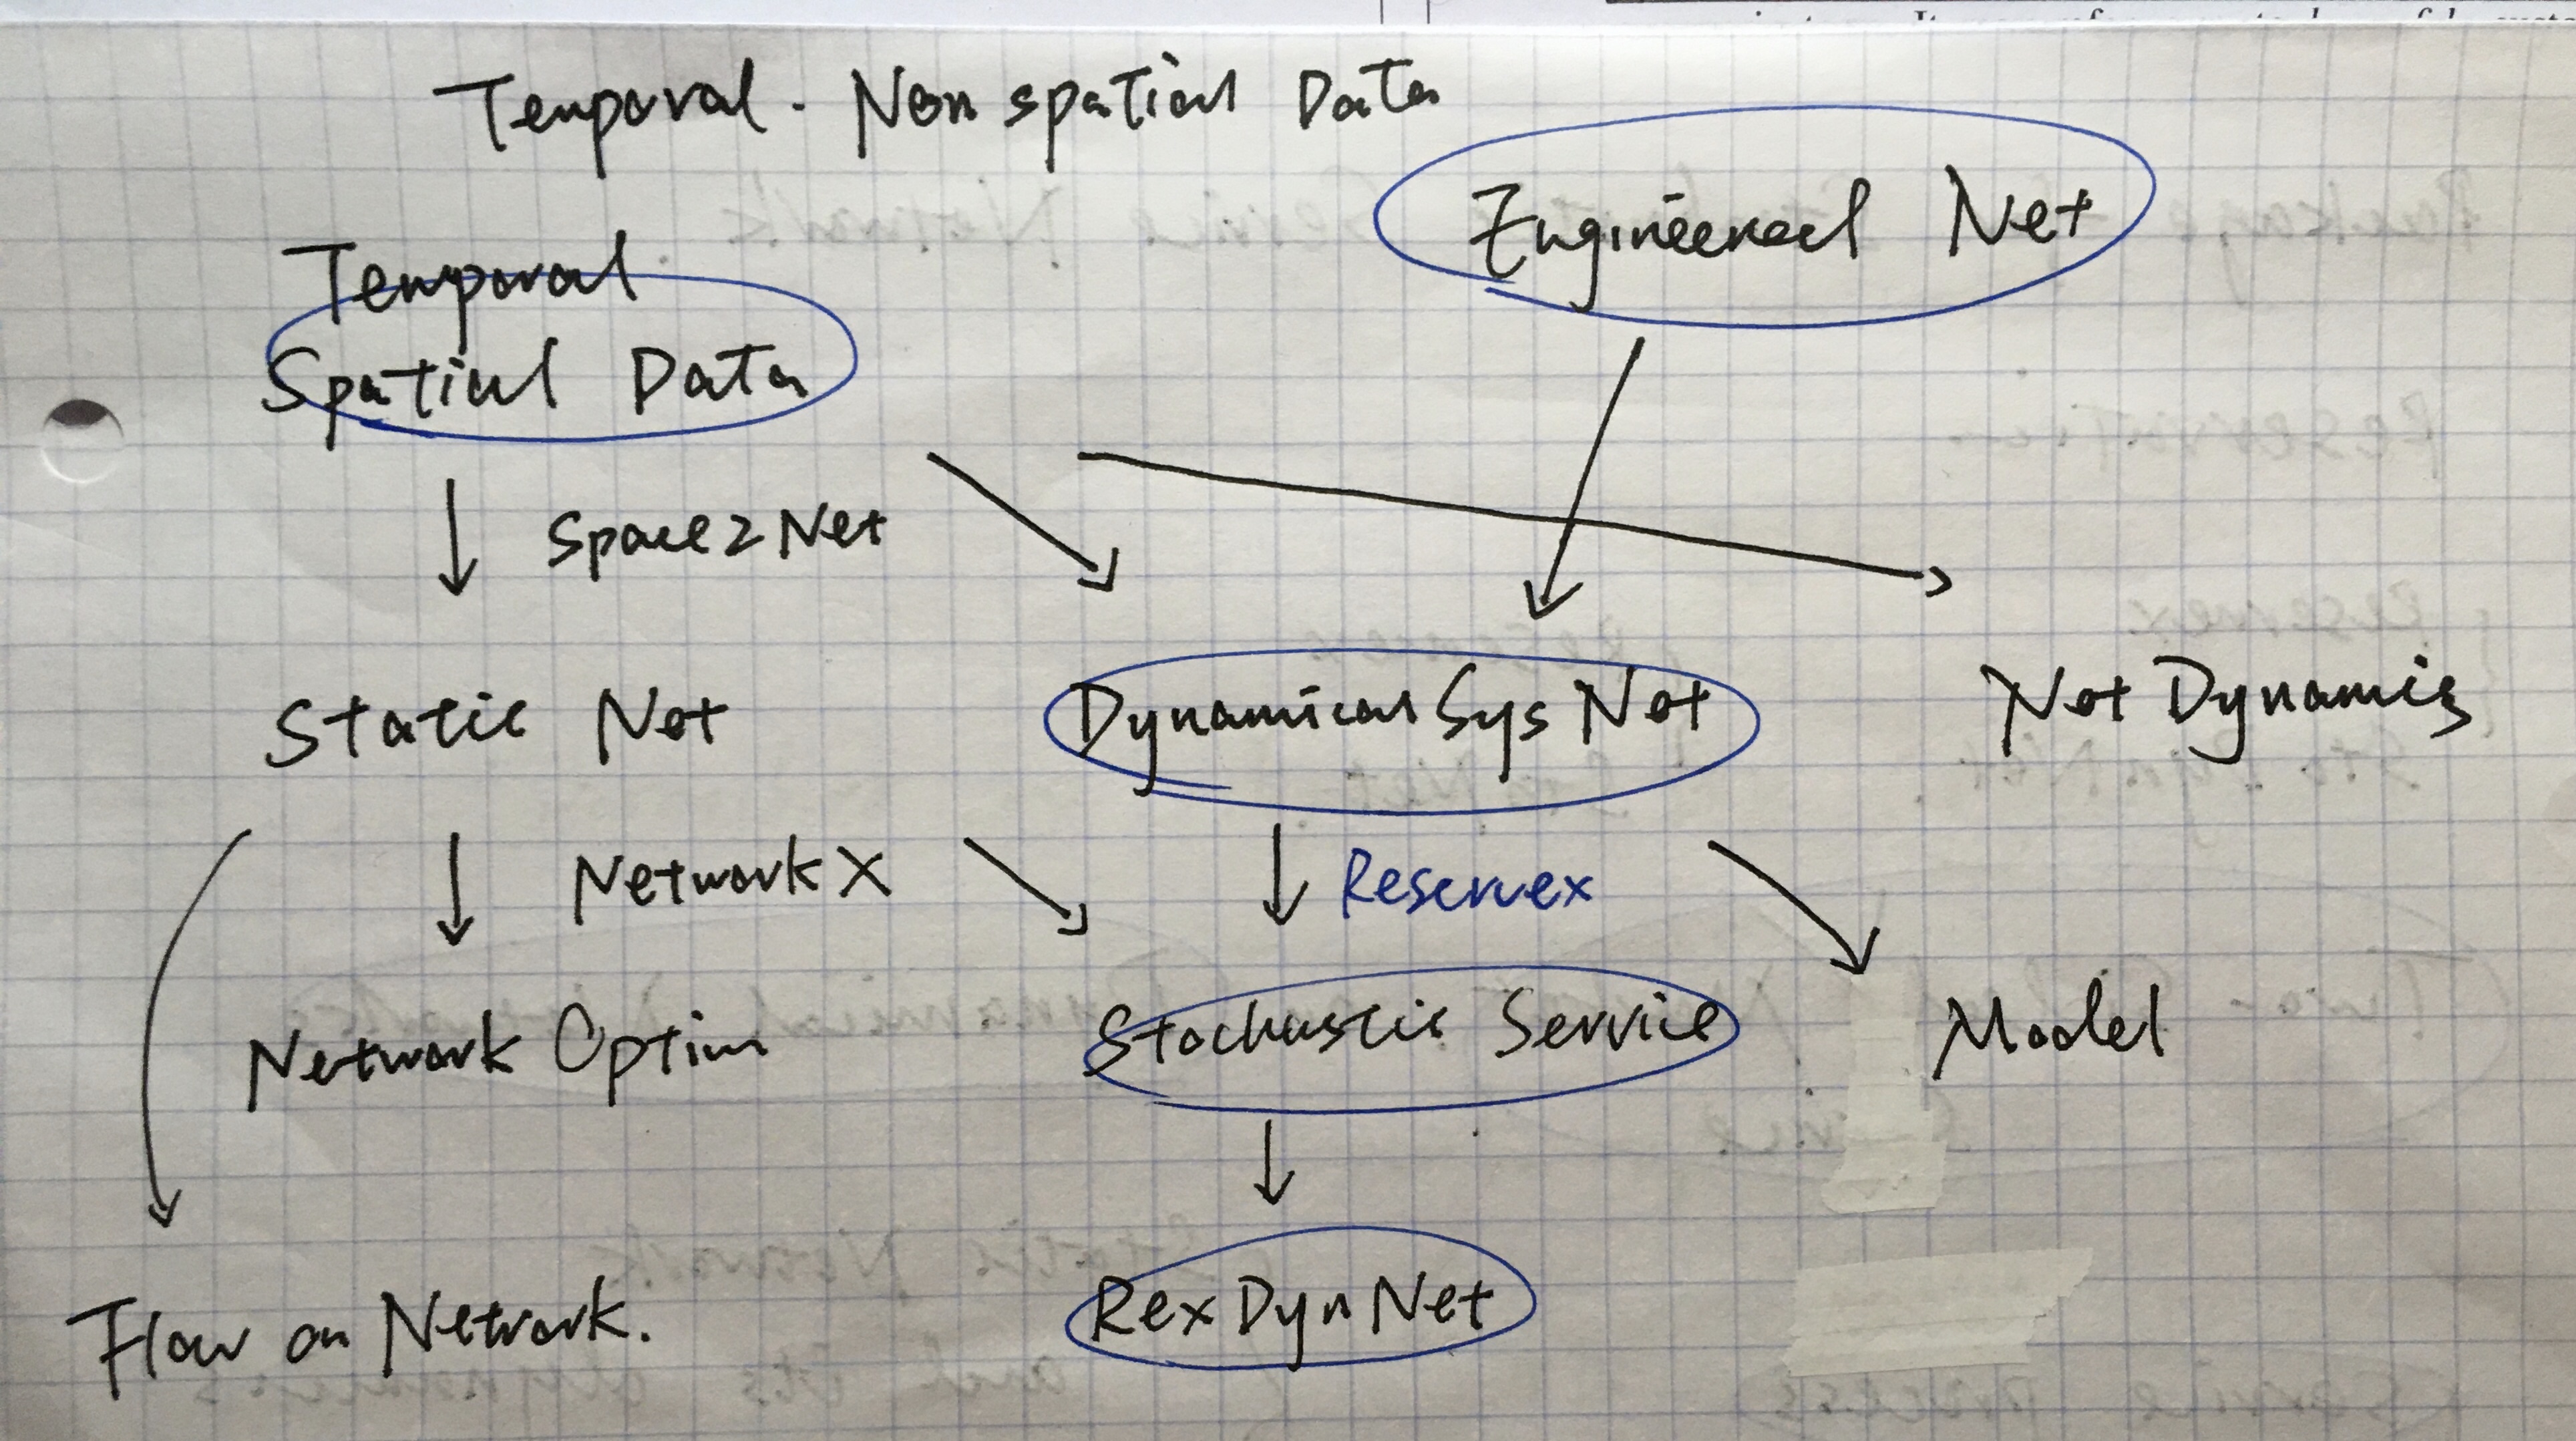 Temporal - Non spatial Data
Engineered Net
Temporal
Spatial Data
Space2Net
Static Net
Dynamical Sys Net
Net Dynamics
NetworkX
Reservex
Network Optim
Stochastic Service
Model
Flow on Network.
RexDynNet